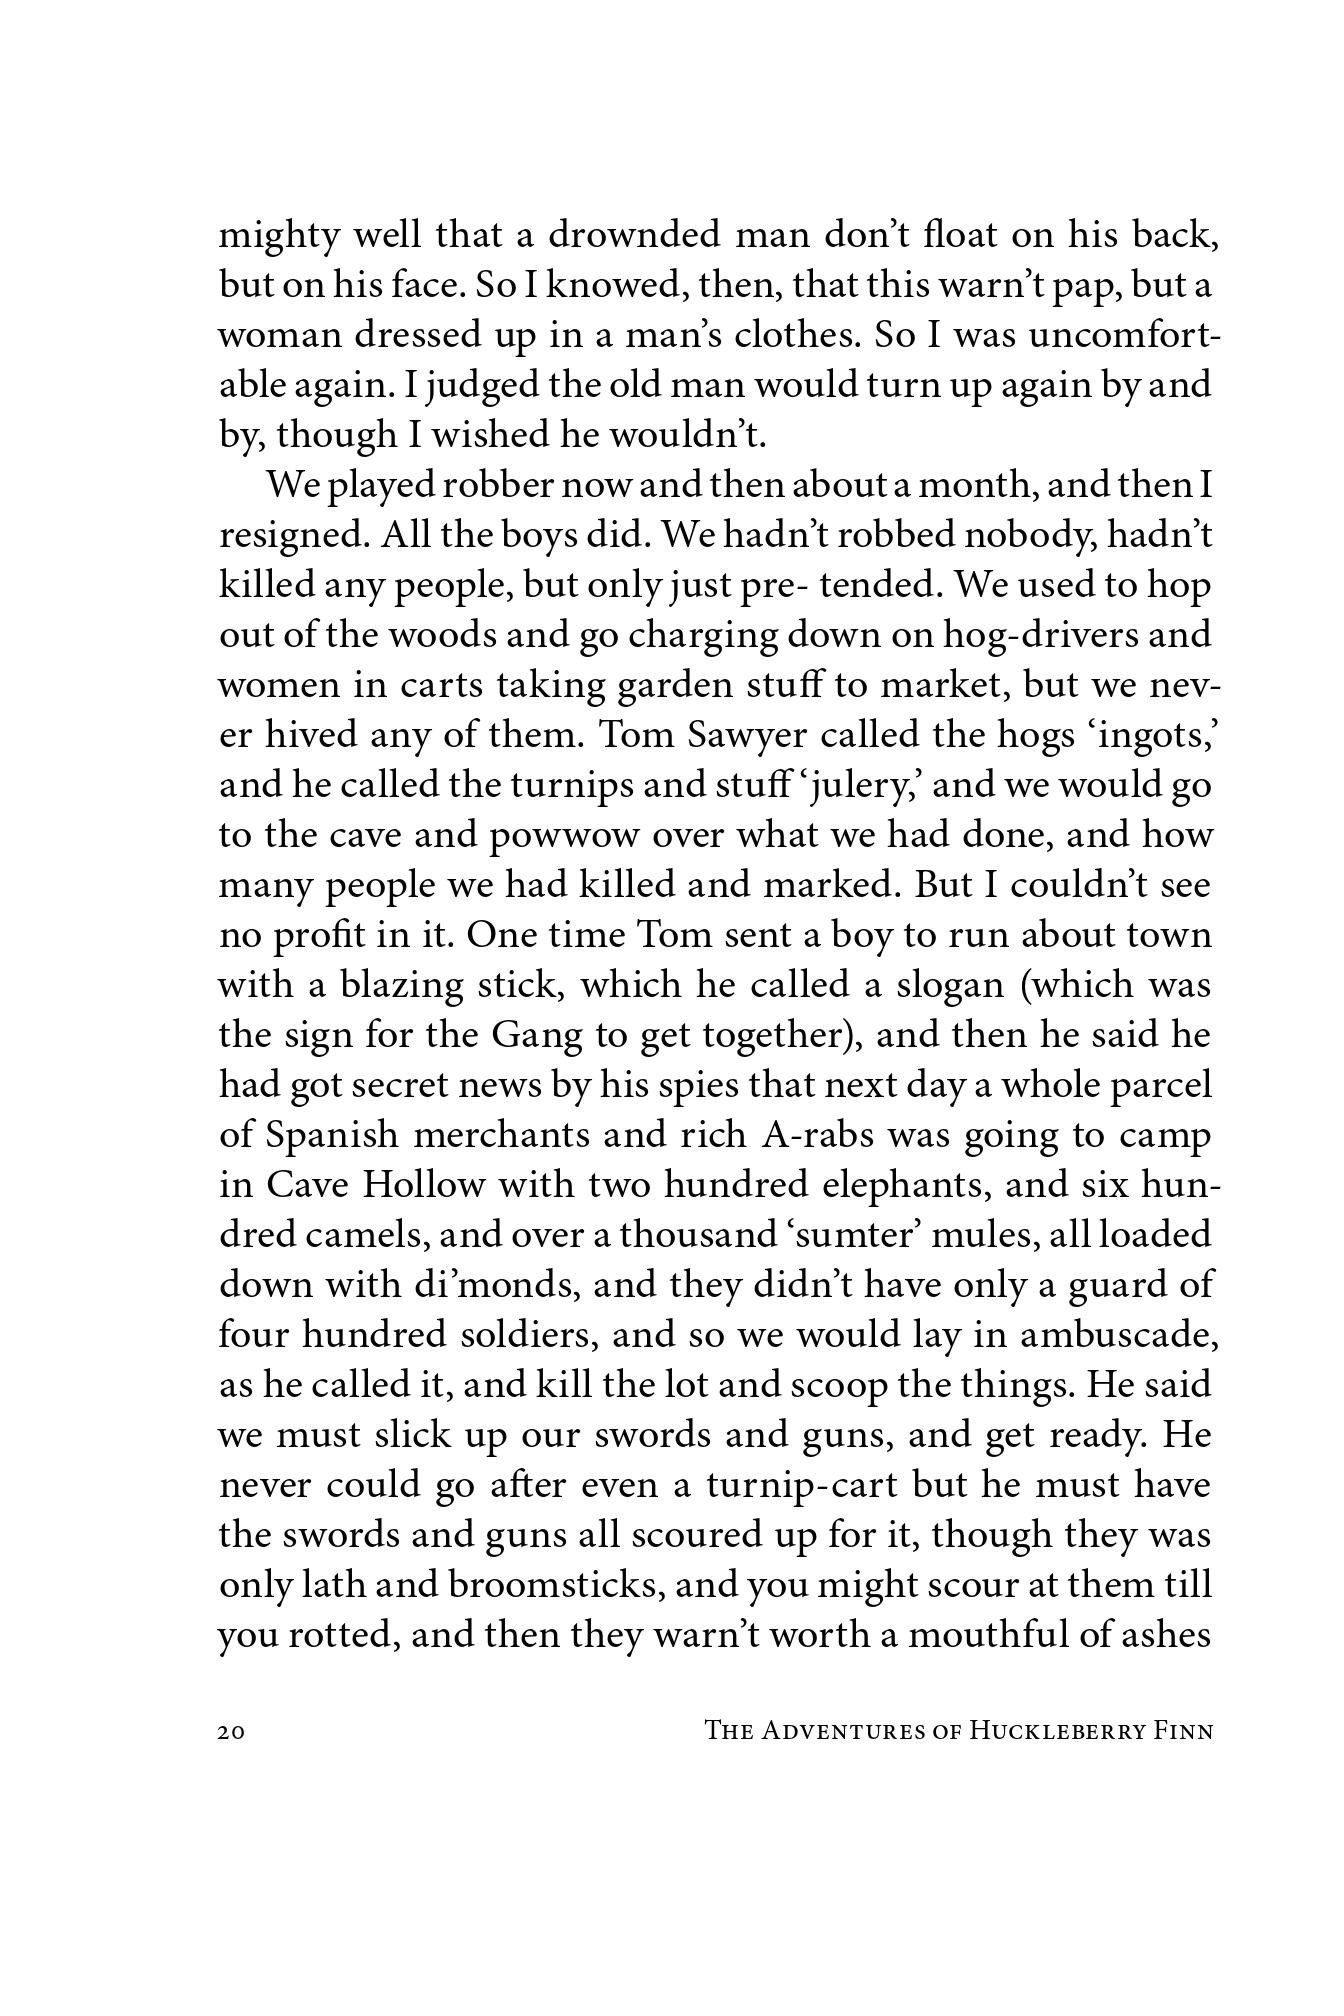 mighty well that a drownded man don’t float on his back,
but on his face. So I knowed, then, that this warn’t pap, but a
woman dressed up in a man’s clothes. So I was uncomfort-
able again. I judged the old man would turn up again by and
by, though I wished he wouldn’t.
We played robber now and then about a month, and then I
resigned. All the boys did. We hadn’t robbed nobody, hadn’t
killed any people, but only just pre- tended. We used to hop
out of the woods and go charging down on hog-drivers and
women in carts taking garden stuff to market, but we nev-
er hived any of them. Tom Sawyer called the hogs ‘ingots,’
and he called the turnips and stuff ‘julery,’ and we would go
to the cave and powwow over what we had done, and how
many people we had killed and marked. But I couldn’t see
no profit in it. One time Tom sent a boy to run about town
with a blazing stick, which he called a slogan (which was
the sign for the Gang to get together), and then he said he
had got secret news by his spies that next day a whole parcel
of Spanish merchants and rich A-rabs was going to camp
in Cave Hollow with two hundred elephants, and six hun-
dred camels, and over a thousand ‘sumter’ mules, all loaded
down with di’monds, and they didn’t have only a guard of
four hundred soldiers, and so we would lay in ambuscade,
as he called it, and kill the lot and scoop the things. He said
we must slick up our swords and guns, and get ready. He
never could go after even a turnip-cart but he must have
the swords and guns all scoured up for it, though they was
only lath and broomsticks, and you might scour at them till
you rotted, and then they warn’t worth a mouthful of ashes
20 The Adventures of Huckleberry Finn